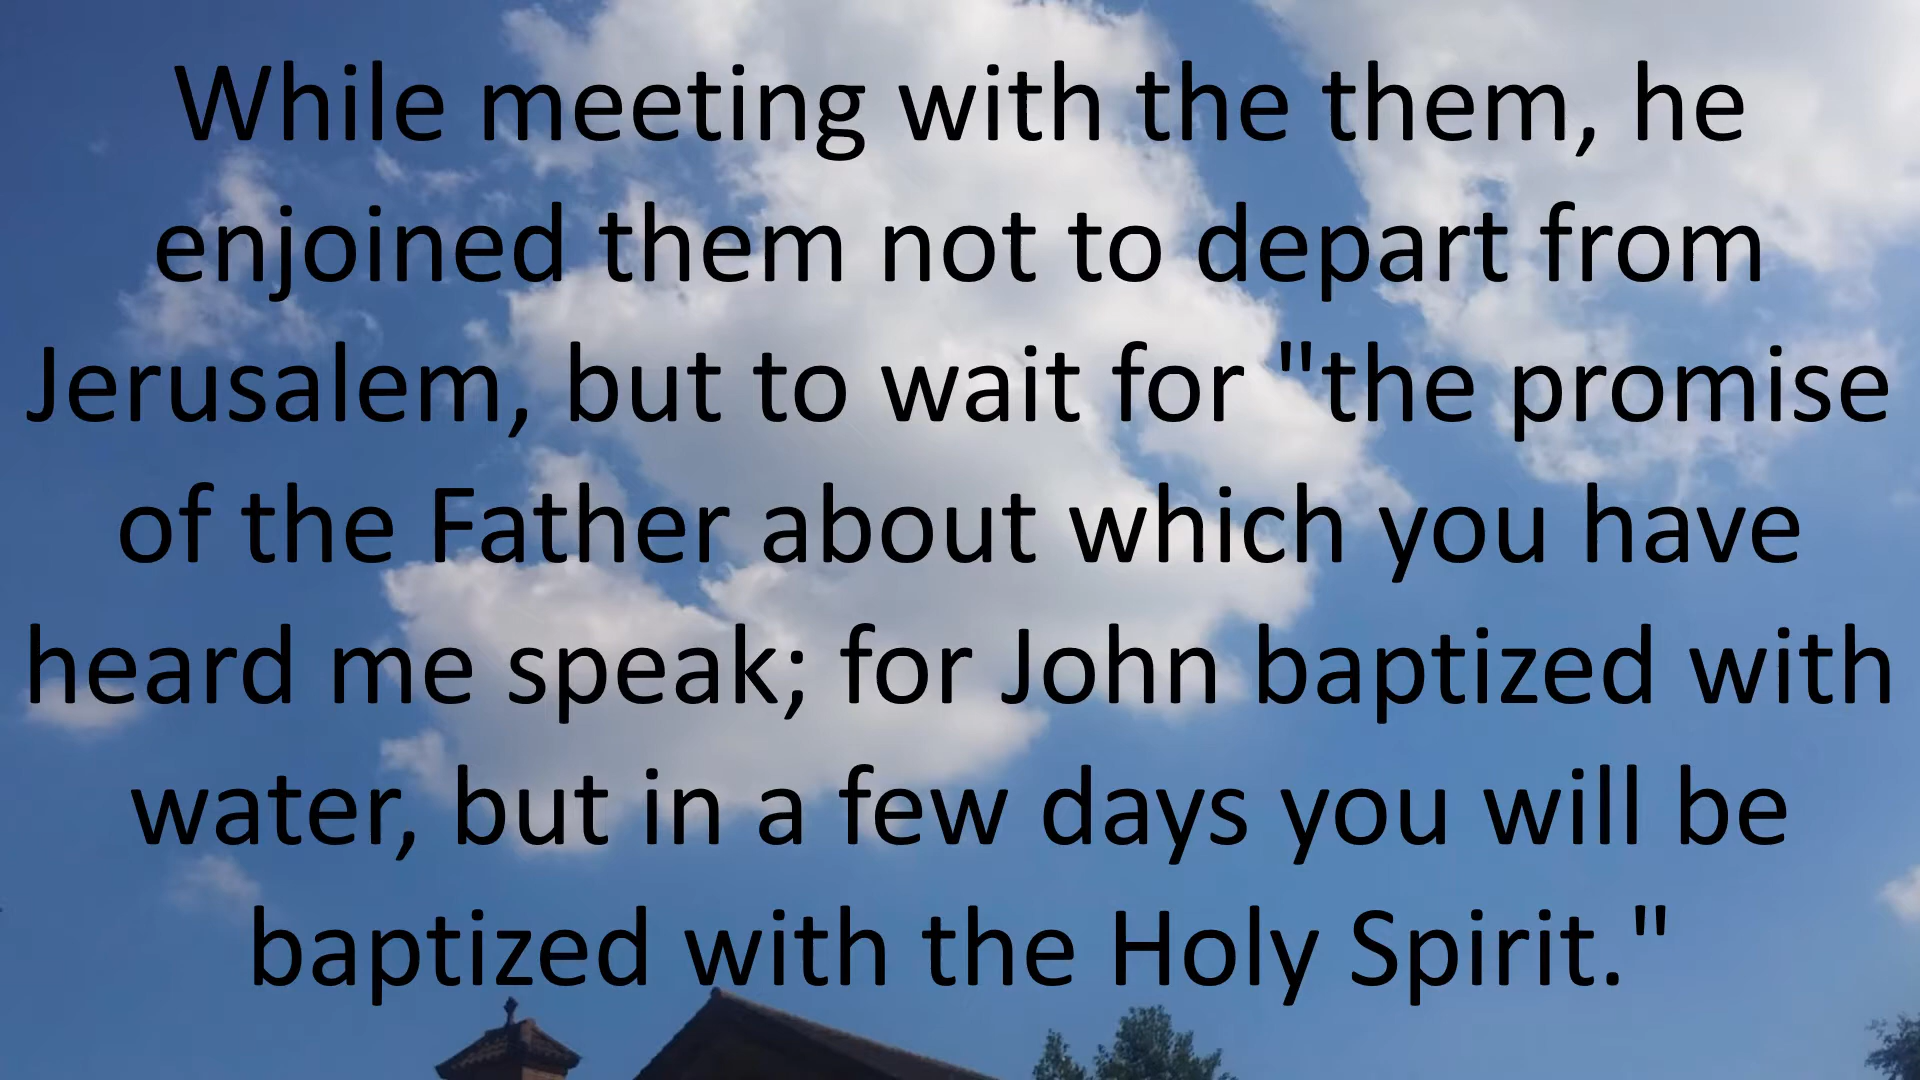 While meeting with the them, he
enjoined them not to depart from
Jerusalem, but to wait for "the promise
of the Father about which you have
heard me speak; for John baptized with
water, but in a few days you will be
baptized with the Holy Spirit."